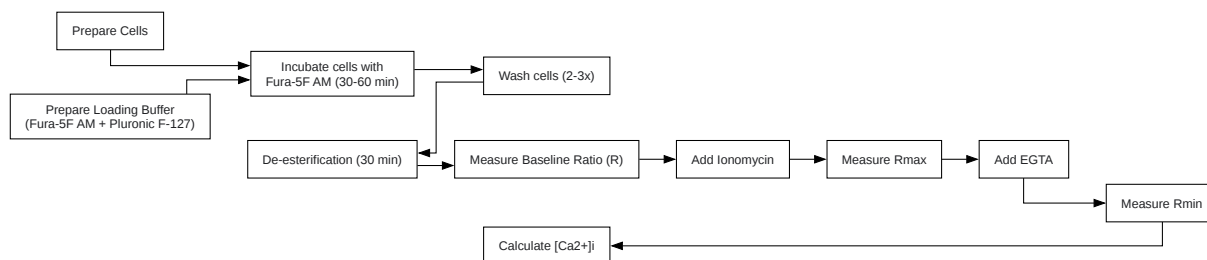 Prepare Cells
Prepare Loading Buffer
(Fura-5F AM + Pluronic F-127)
Incubate cells with
Fura-5F AM (30-60 min)
Wash cells (2-3x)
De-esterification (30 min)
Measure Baseline Ratio (R)
Add Ionomycin
Measure Rmax
Add EGTA
Measure Rmin
Calculate [Ca2+]i